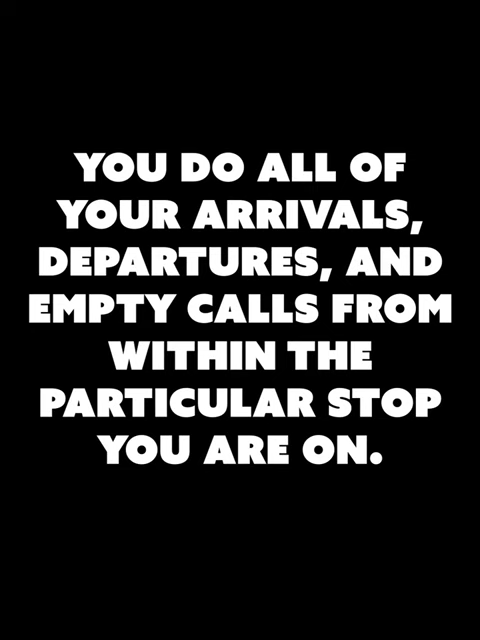 YOU DO ALL OF
YOUR ARRIVALS,
DEPARTURES, AND
EMPTY CALLS FROM
WITHIN THE
PARTICULAR STOP
YOU ARE ON.